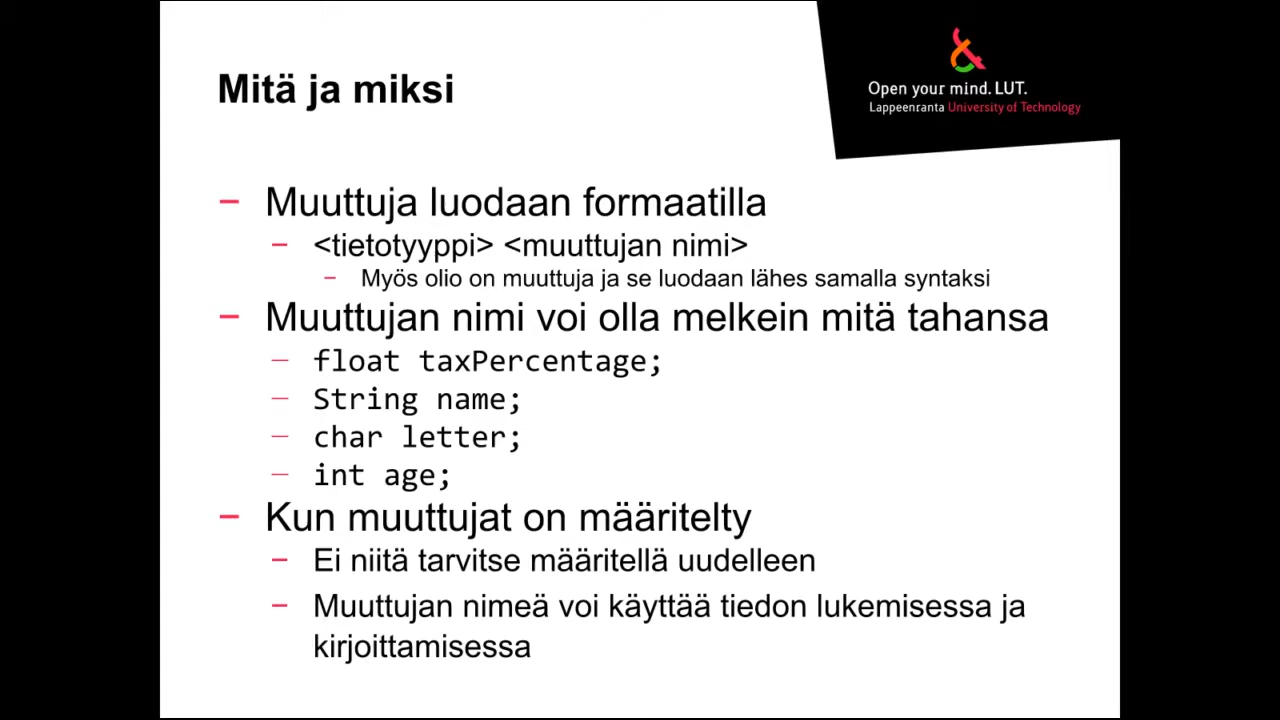 Mitä ja miksi
Open your mind. LUT.
Lappeenranta University of Technology
– Muuttuja luodaan formaatilla
– <tietotyyppi> <muuttujan nimi>
– Myös olio on muuttuja ja se luodaan lähes samalla syntaksi
– Muuttujan nimi voi olla melkein mitä tahansa
– float taxPercentage;
– String name;
– char letter;
– int age;
– Kun muuttujat on määritelty
– Ei niitä tarvitse määritellä uudelleen
– Muuttujan nimeä voi käyttää tiedon lukemisessa ja
kirjoittamisessa